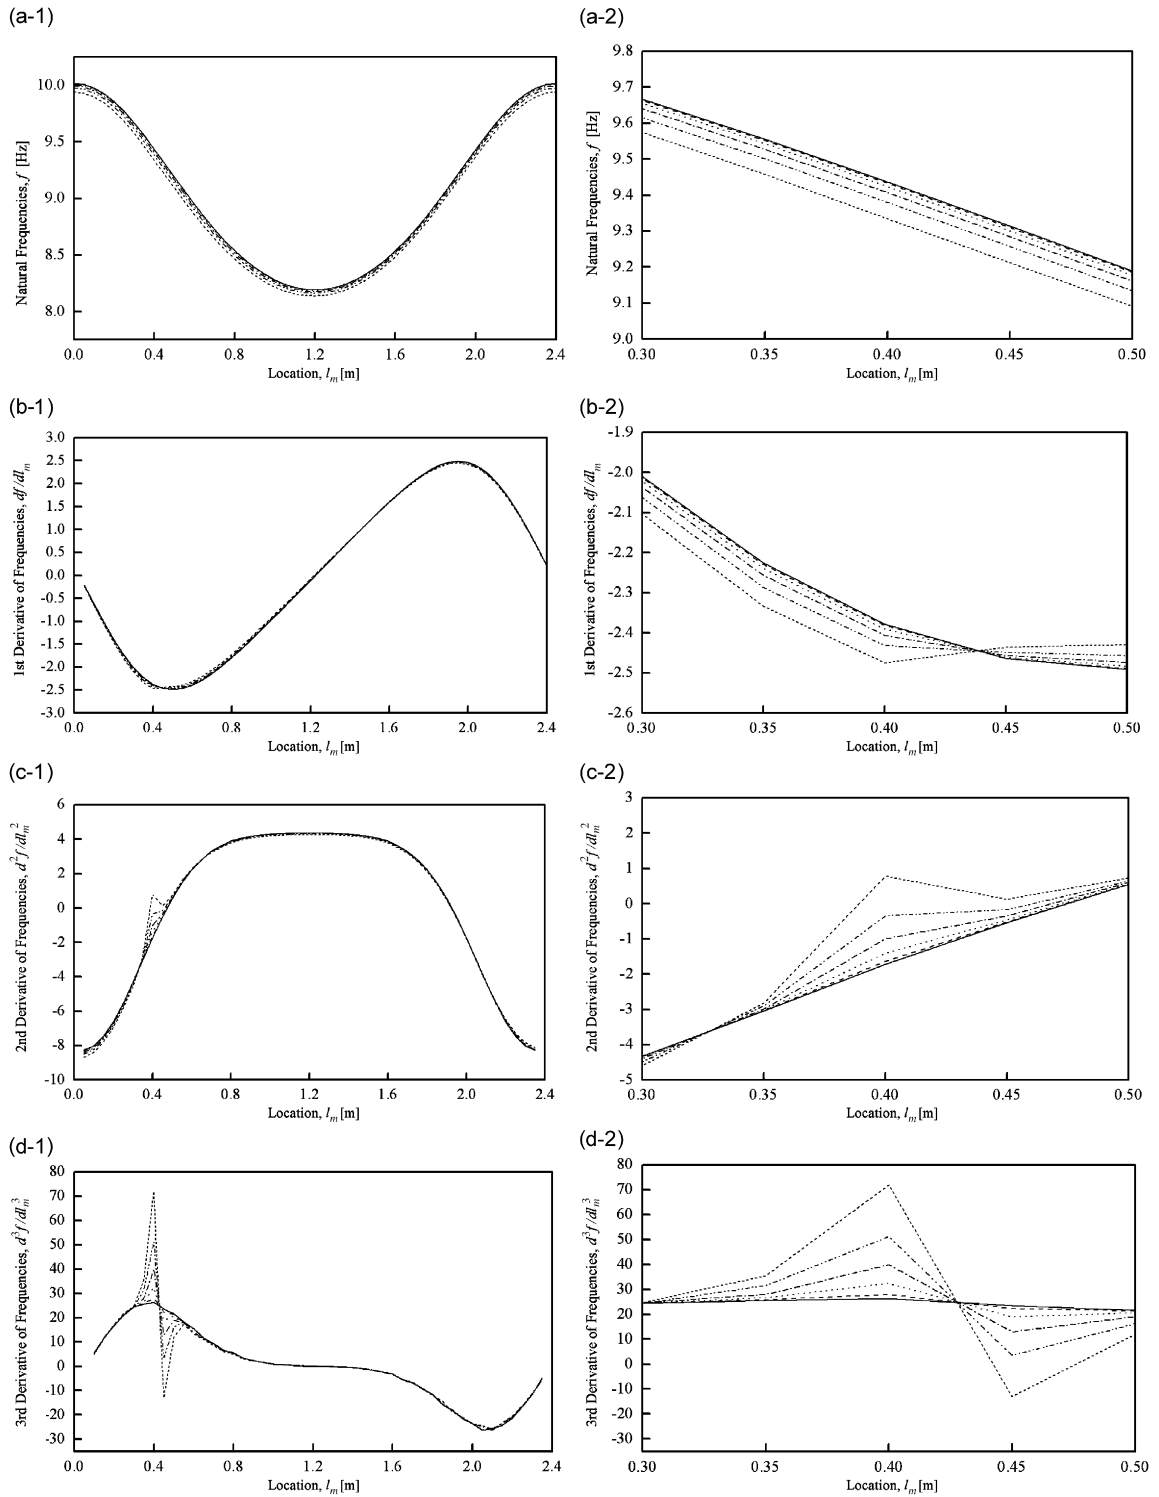 (a-1)
10.0
9.5
9.0
8.5
8.0
Natural Frequencies, f [Hz]
0.0 0.4 0.8 1.2 1.6 2.0 2.4
Location, lm [m]
(a-2)
9.8
9.7
9.6
9.5
9.4
9.3
9.2
9.1
9.0
Natural Frequencies, f [Hz]
0.30 0.35 0.40 0.45 0.50
Location, lm [m]
(b-1)
3.0
2.5
2.0
1.5
1.0
0.5
0.0
-0.5
-1.0
-1.5
-2.0
-2.5
-3.0
1st Derivative of Frequencies, df/dlm
0.0 0.4 0.8 1.2 1.6 2.0 2.4
Location, lm [m]
(b-2)
-1.9
-2.0
-2.1
-2.2
-2.3
-2.4
-2.5
-2.6
1st Derivative of Frequencies, df/dlm
0.30 0.35 0.40 0.45 0.50
Location, lm [m]
(c-1)
6
4
2
0
-2
-4
-6
-8
-10
2nd Derivative of Frequencies, d²f/dlm²
0.0 0.4 0.8 1.2 1.6 2.0 2.4
Location, lm [m]
(c-2)
3
2
1
0
-1
-2
-3
-4
-5
2nd Derivative of Frequencies, d²f/dlm²
0.30 0.35 0.40 0.45 0.50
Location, lm [m]
(d-1)
80
70
60
50
40
30
20
10
0
-10
-20
-30
3rd Derivative of Frequencies, d³f/dlm³
0.0 0.4 0.8 1.2 1.6 2.0 2.4
Location, lm [m]
(d-2)
80
70
60
50
40
30
20
10
0
-10
-20
-30
-40
3rd Derivative of Frequencies, d³f/dlm³
0.30 0.35 0.40 0.45 0.50
Location, lm [m]